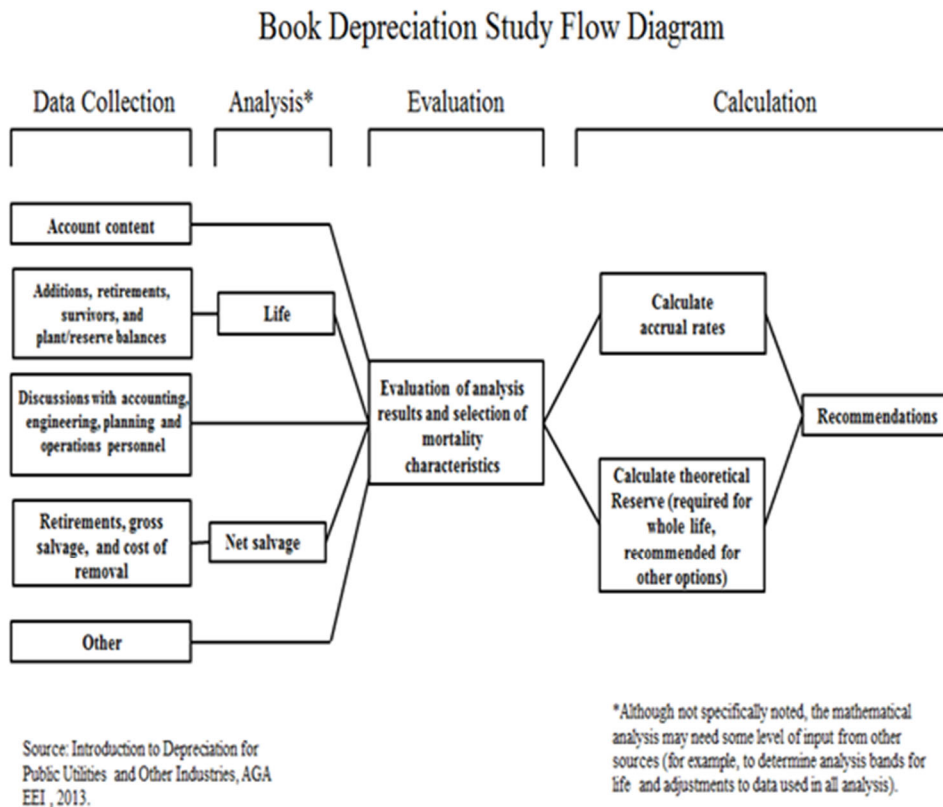 Book Depreciation Study Flow Diagram
Data Collection
Analysis*
Evaluation
Calculation
Account content
Additions, retirements,
survivors, and
plant/reserve balances
Life
Discussions with accounting,
engineering, planning and
operations personnel
Retirements, gross
salvage, and cost of
removal
Net salvage
Other
Evaluation of analysis
results and selection of
mortality
characteristics
Calculate
accrual rates
Calculate theoretical
Reserve (required for
whole life,
recommended for
other options)
Recommendations
Source: Introduction to Depreciation for
Public Utilities and Other Industries, AGA
EEI , 2013.
*Although not specifically noted, the mathematical
analysis may need some level of input from other
sources (for example, to determine analysis bands for
life and adjustments to data used in all analysis).